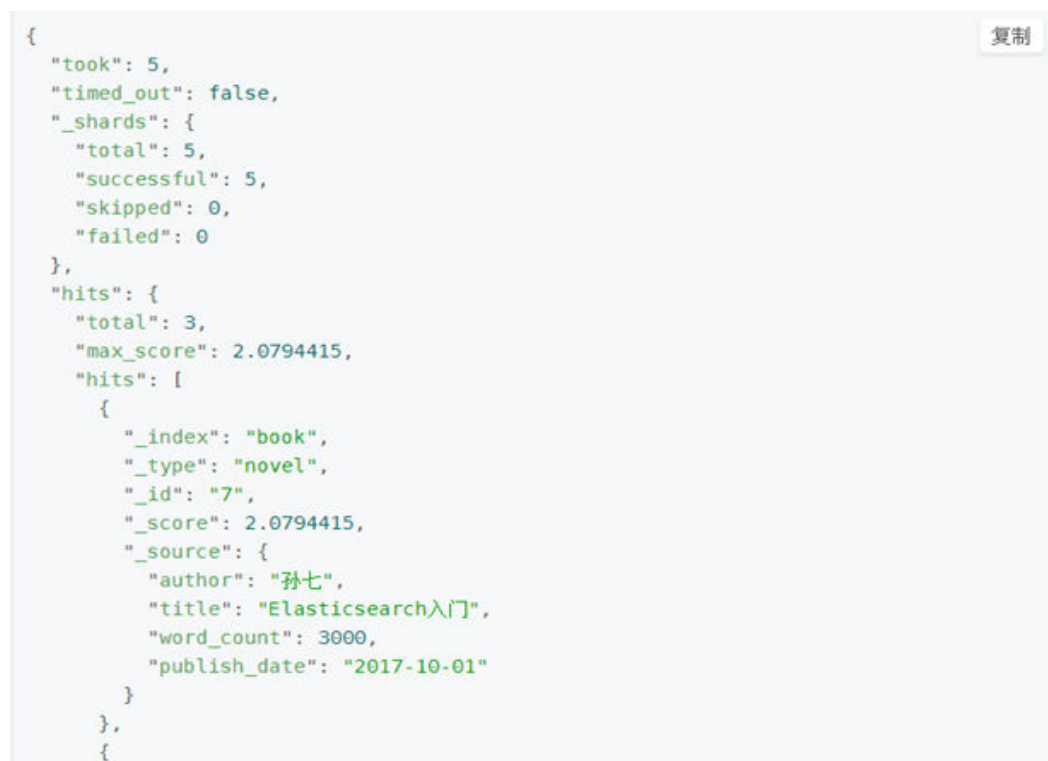 {
复制
  "took": 5,
  "timed_out": false,
  "_shards": {
    "total": 5,
    "successful": 5,
    "skipped": 0,
    "failed": 0
  },
  "hits": {
    "total": 3,
    "max_score": 2.0794415,
    "hits": [
      {
        "_index": "book",
        "_type": "novel",
        "_id": "7",
        "_score": 2.0794415,
        "_source": {
          "author": "孙七",
          "title": "Elasticsearch入门",
          "word_count": 3000,
          "publish_date": "2017-10-01"
        }
      },
      {